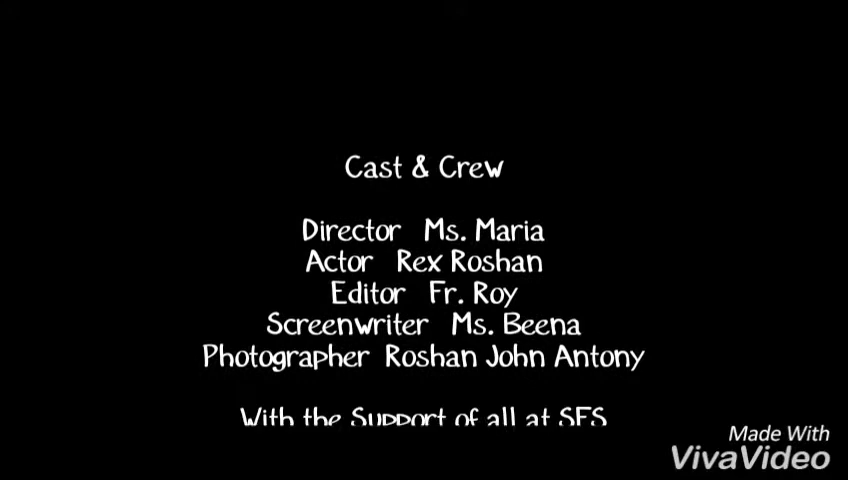 Cast & Crew
Director Ms. Maria
Actor Rex Roshan
Editor Fr. Roy
Screenwriter Ms. Beena
Photographer Roshan John Antony
With the Support of all at SFS
Made With
VivaVideo